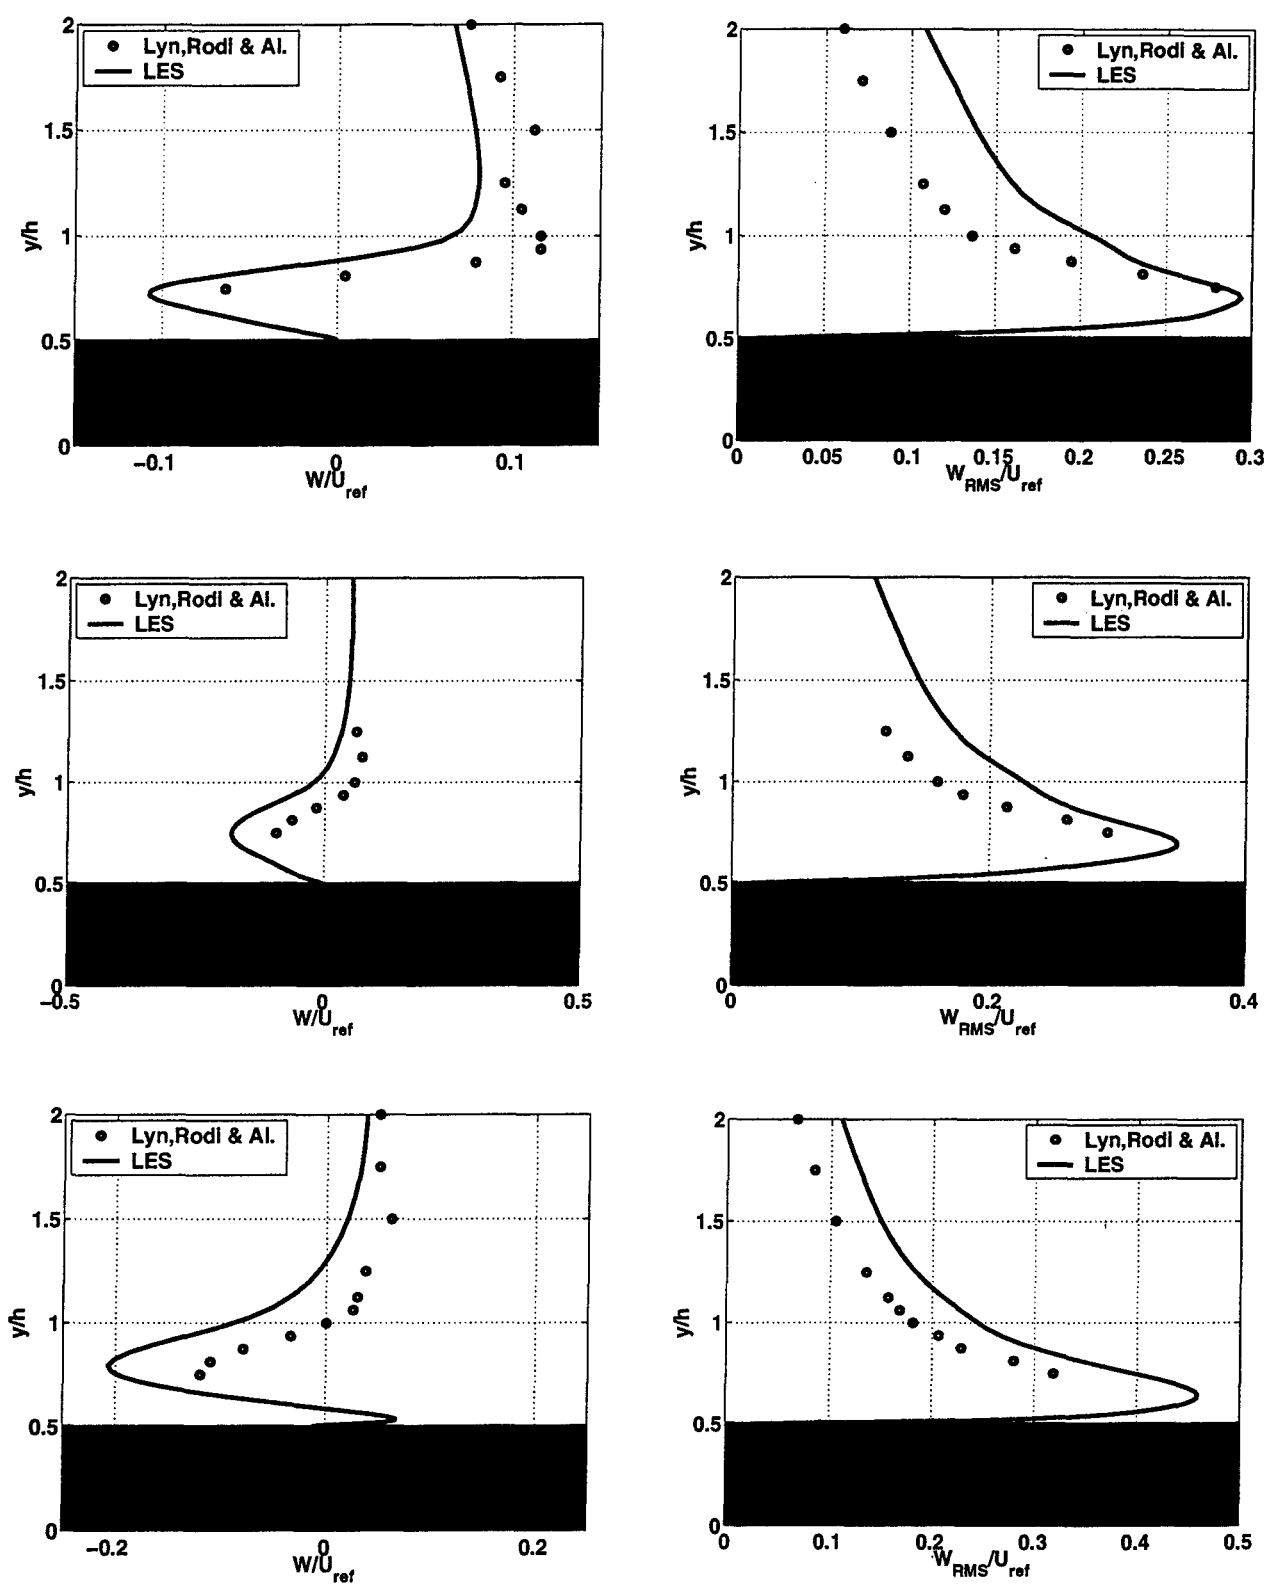 2
Lyn,Rodi & Al.
LES
1.5
1
0.5
0
y/h
−0.1
0
0.1
W/U_ref
2
Lyn,Rodi & Al.
LES
1.5
1
0.5
0
y/h
0
0.05
0.1
0.15
0.2
0.25
0.3
W_RMS/U_ref
2
Lyn,Rodi & Al.
LES
1.5
1
0.5
0
y/h
−0.5
0
0.5
W/U_ref
2
Lyn,Rodi & Al.
LES
1.5
1
0.5
0
y/h
0
0.2
0.4
W_RMS/U_ref
2
Lyn,Rodi & Al.
LES
1.5
1
0.5
0
y/h
−0.2
0
0.2
W/U_ref
2
Lyn,Rodi & Al.
LES
1.5
1
0.5
0
y/h
0
0.1
0.2
0.3
0.4
0.5
W_RMS/U_ref